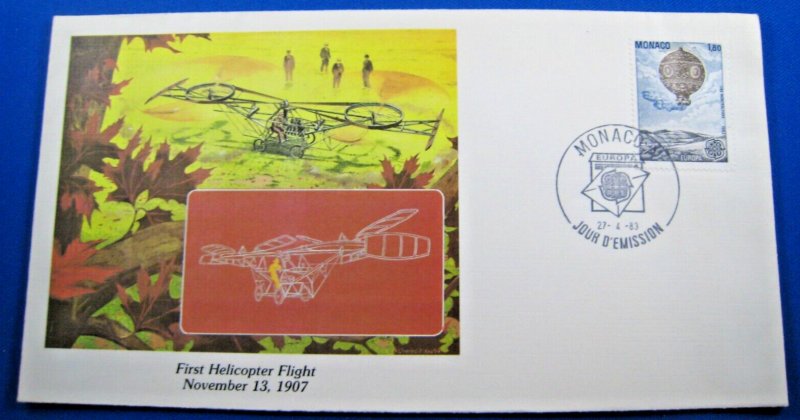 MONACO 1,80
EUROPA
MONACO
EUROPA
27- 4 -83
JOUR D'EMISSION
First Helicopter Flight
November 13, 1907